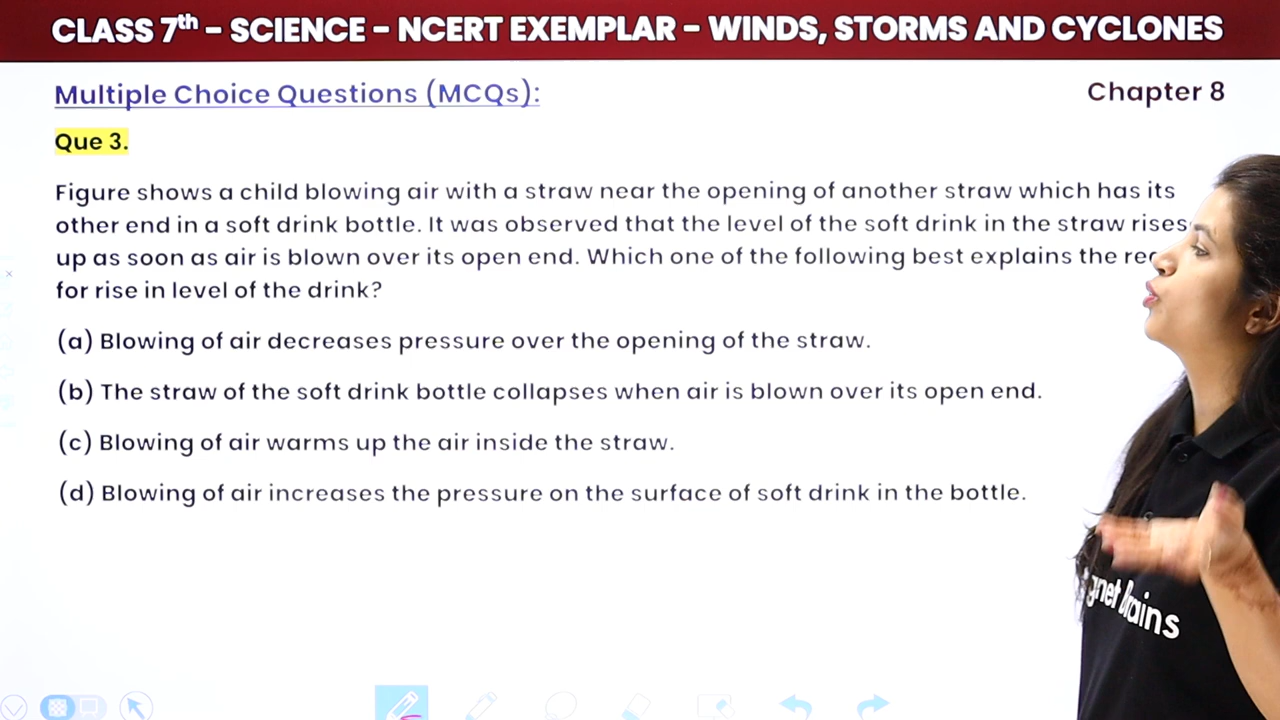 CLASS 7th – SCIENCE – NCERT EXEMPLAR – WINDS, STORMS AND CYCLONES
Multiple Choice Questions (MCQs):
Chapter 8
Que 3.
Figure shows a child blowing air with a straw near the opening of another straw which has its
other end in a soft drink bottle. It was observed that the level of the soft drink in the straw rises
up as soon as air is blown over its open end. Which one of the following best explains the
for rise in level of the drink?
(a) Blowing of air decreases pressure over the opening of the straw.
(b) The straw of the soft drink bottle collapses when air is blown over its open end.
(c) Blowing of air warms up the air inside the straw.
(d) Blowing of air increases the pressure on the surface of soft drink in the bottle.